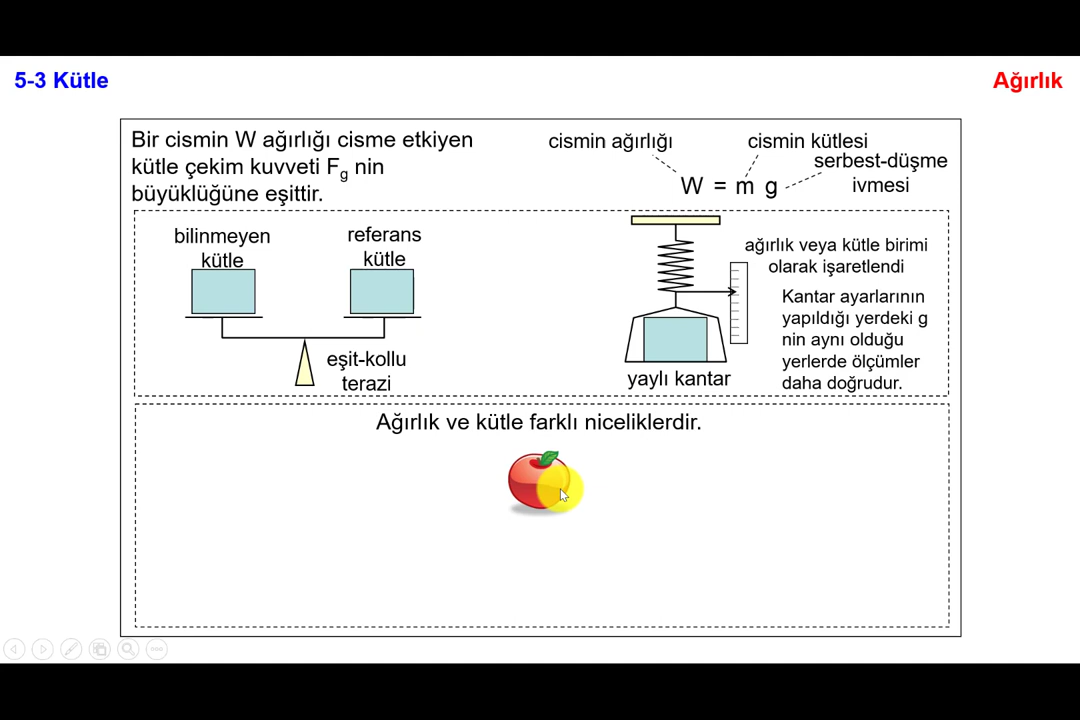 5-3 Kütle
Ağırlık
Bir cismin W ağırlığı cisme etkiyen
kütle çekim kuvveti Fg nin
büyüklüğüne eşittir.
cismin ağırlığı
cismin kütlesi
serbest-düşme
ivmesi
W = m g
bilinmeyen
kütle
referans
kütle
eşit-kollu
terazi
ağırlık veya kütle birimi
olarak işaretlendi
Kantar ayarlarının
yapıldığı yerdeki g
nin aynı olduğu
yerlerde ölçümler
daha doğrudur.
yaylı kantar
Ağırlık ve kütle farklı niceliklerdir.